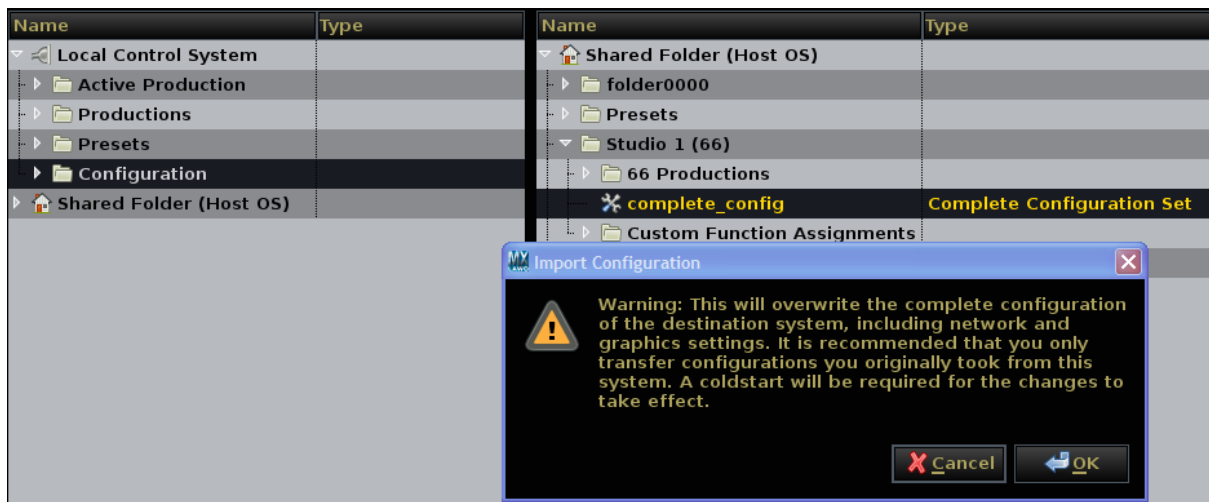 Name Type
Local Control System
Active Production
Productions
Presets
Configuration
Shared Folder (Host OS)
Name Type
Shared Folder (Host OS)
folder0000
Presets
Studio 1 (66)
66 Productions
complete_config Complete Configuration Set
Custom Function Assignments
Import Configuration
Warning: This will overwrite the complete configuration
of the destination system, including network and
graphics settings. It is recommended that you only
transfer configurations you originally took from this
system. A coldstart will be required for the changes to
take effect.
Cancel OK